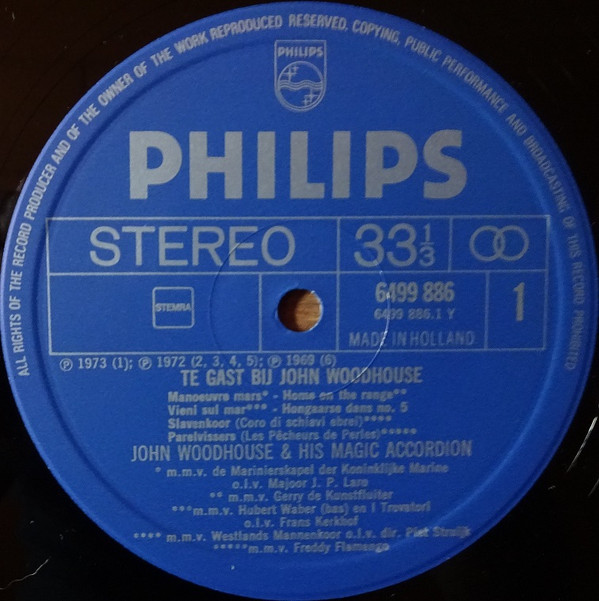 ALL RIGHTS OF THE RECORD PRODUCER AND OF THE OWNER OF THE WORK REPRODUCED RESERVED. COPYING, PUBLIC PERFORMANCE AND BROADCASTING OF THIS RECORD PROHIBITED
PHILIPS
PHILIPS
STEREO 33⅓
STEMRA 6499 886 1
6499 886.1 Y
MADE IN HOLLAND
℗ 1973 (1); ℗ 1972 (2, 3, 4, 5); ℗ 1969 (6)
TE GAST BIJ JOHN WOODHOUSE
Manoeuvre mars* - Home on the range**
Vieni sul mar*** - Hongaarse dans no. 5
Slavenkoor (Coro di schiavi ebrei)****
Parelvissers (Les Pêcheurs de Perles)*****
JOHN WOODHOUSE & HIS MAGIC ACCORDION
* m.m.v. de Marinierskapel der Koninklijke Marine
o.l.v. Majoor J. P. Laro
** m.m.v. Gerry de Kunstfluiter
***m.m.v. Hubert Waber (bas) en I Trovatori
o.l.v. Frans Kerkhof
**** m.m.v. Westlands Mannenkoor o.l.v. dir. Piet Struijk
*****m.m.v. Freddy Flamengo